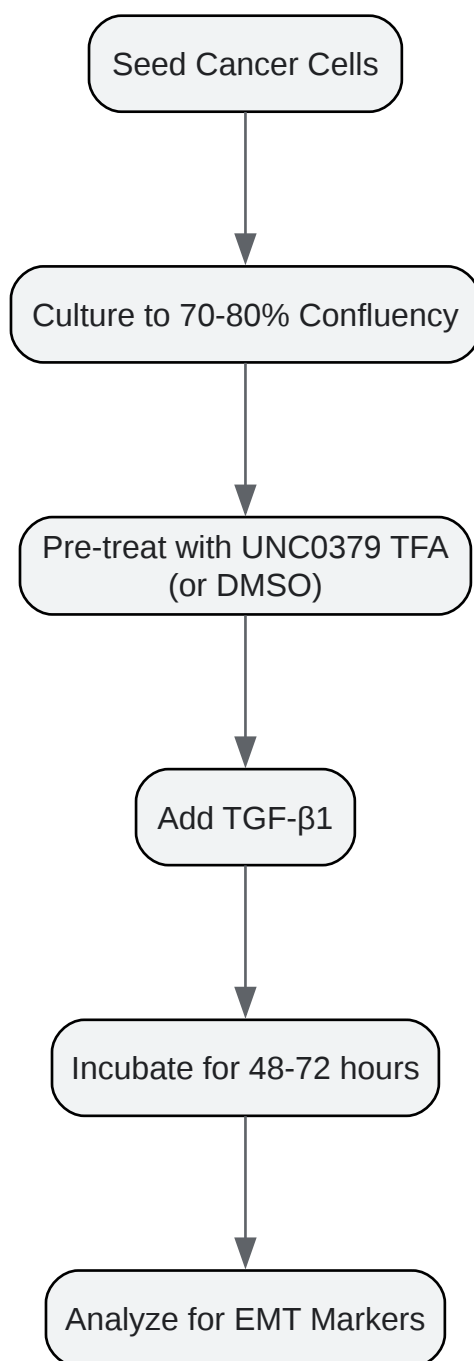 Seed Cancer Cells
Culture to 70-80% Confluency
Pre-treat with UNC0379 TFA
(or DMSO)
Add TGF-β1
Incubate for 48-72 hours
Analyze for EMT Markers